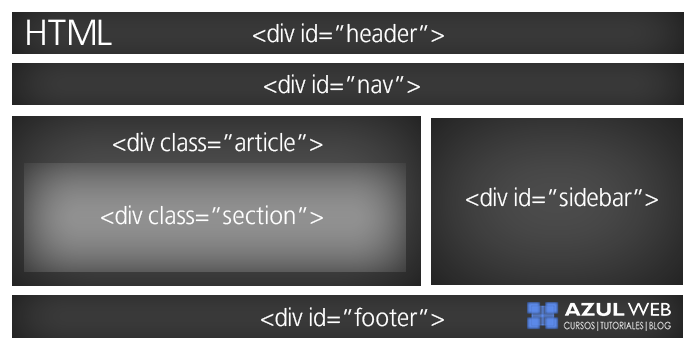 HTML <div id=”header”>
<div id=”nav”>
<div class=”article”>
<div class=”section”>
<div id=”sidebar”>
<div id=”footer”>
AZUL WEB
CURSOS|TUTORIALES|BLOG